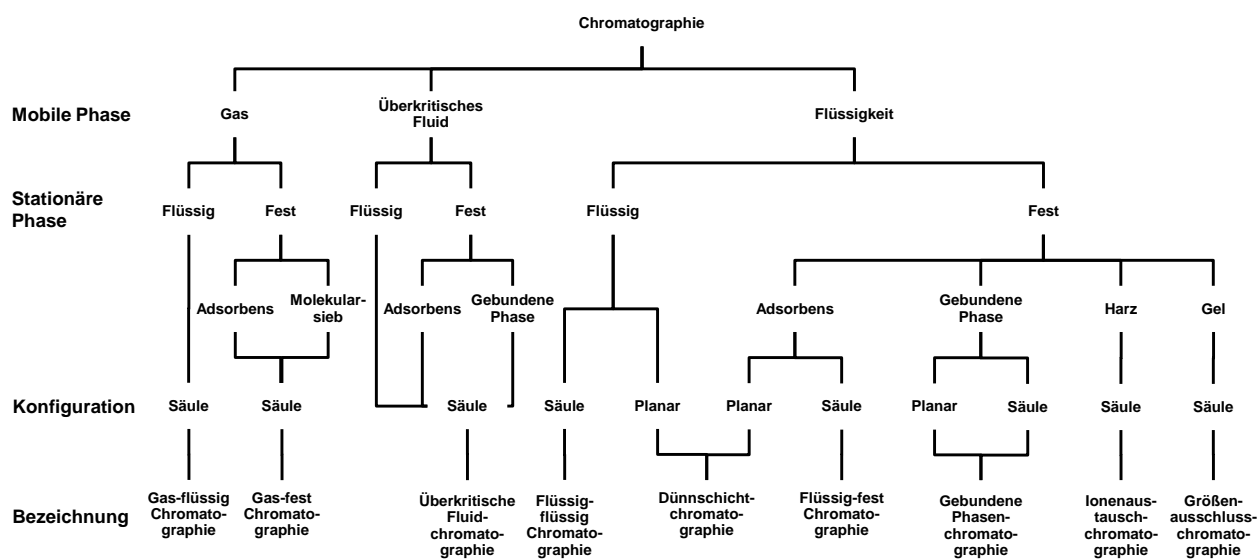 Chromatographie
Mobile Phase
Gas
Überkritisches
Fluid
Flüssigkeit
Stationäre
Phase
Flüssig
Fest
Flüssig
Fest
Flüssig
Fest
Adsorbens
Molekular-
sieb
Adsorbens
Gebundene
Phase
Adsorbens
Gebundene
Phase
Harz
Gel
Konfiguration
Säule
Säule
Säule
Säule
Planar
Planar
Säule
Planar
Säule
Säule
Säule
Bezeichnung
Gas-flüssig
Chromato-
graphie
Gas-fest
Chromato-
graphie
Überkritische
Fluid-
chromato-
graphie
Flüssig-
flüssig
Chromato-
graphie
Dünnschicht-
chromato-
graphie
Flüssig-fest
Chromato-
graphie
Gebundene
Phasen-
chromato-
graphie
Ionenaus-
tausch-
chromato-
graphie
Größen-
ausschluss-
chromato-
graphie